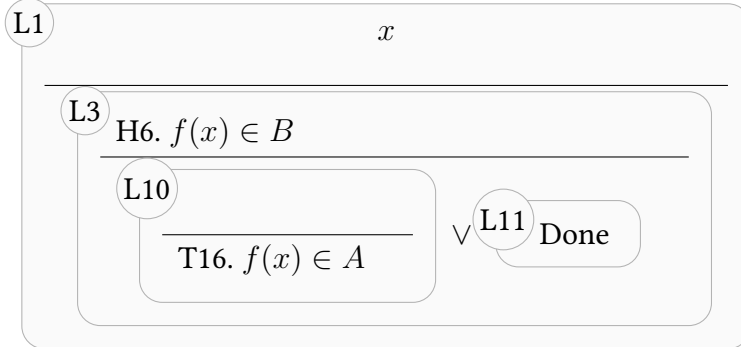 L1
x
L3
H6. f(x) ∈ B
L10
T16. f(x) ∈ A
∨
L11
Done